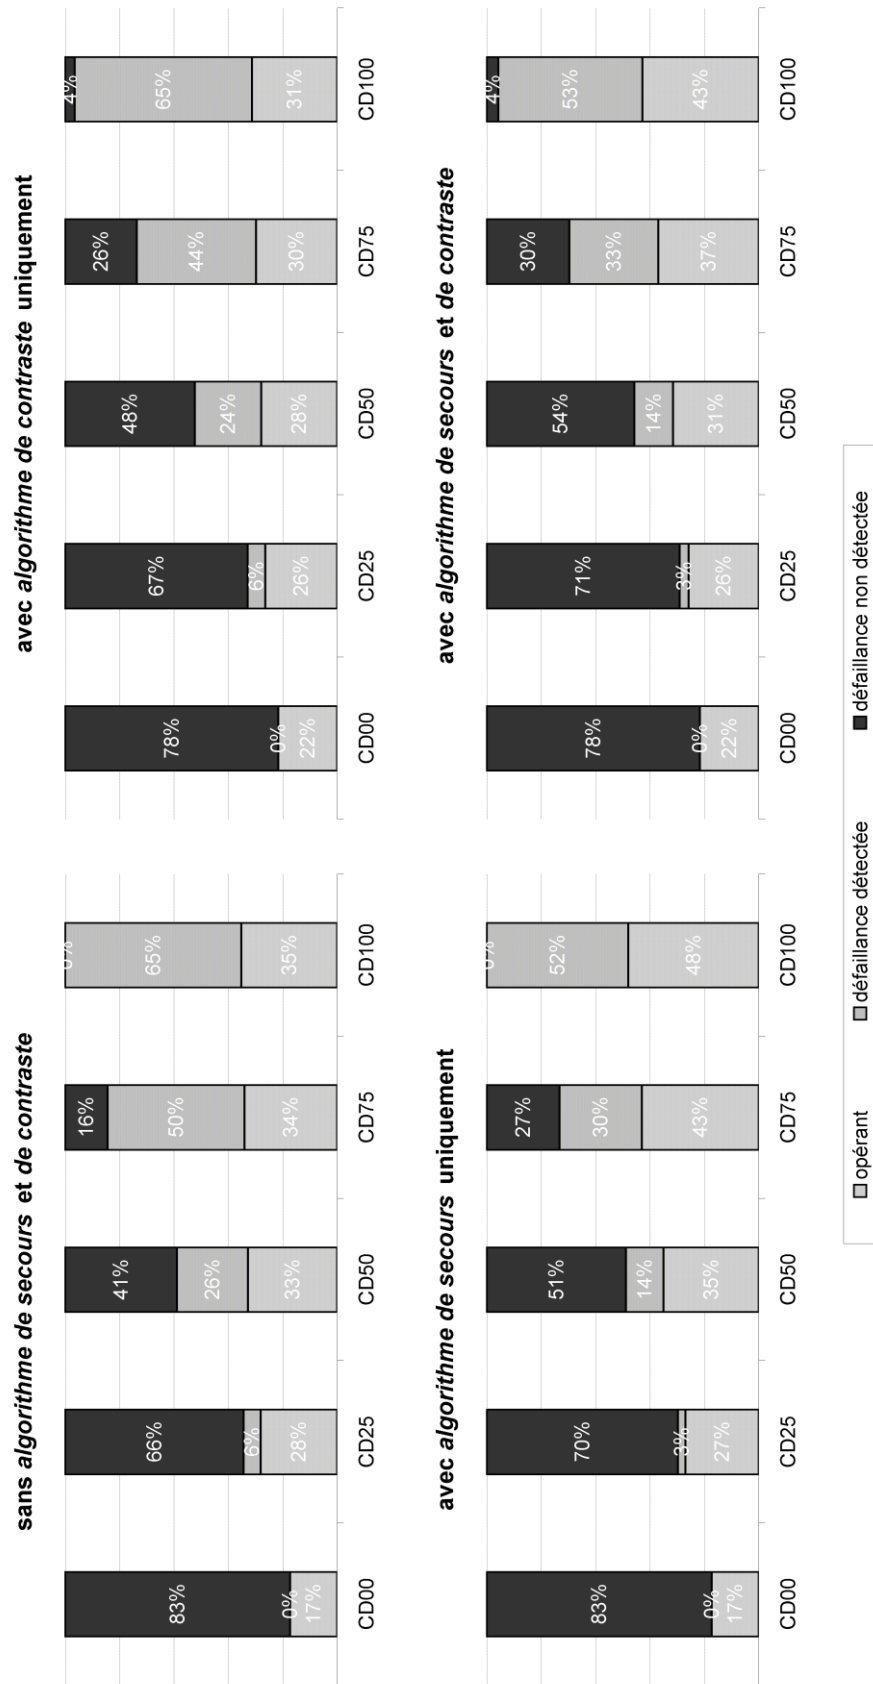 sans algorithme de secours et de contraste
83%
0%
17%
66%
6%
28%
41%
26%
33%
16%
50%
34%
0%
65%
35%
CD00
CD25
CD50
CD75
CD100
avec algorithme de contraste uniquement
78%
0%
22%
67%
6%
26%
48%
24%
28%
26%
44%
30%
4%
65%
31%
CD00
CD25
CD50
CD75
CD100
avec algorithme de secours uniquement
83%
0%
17%
70%
3%
27%
51%
14%
35%
27%
30%
43%
0%
52%
48%
CD00
CD25
CD50
CD75
CD100
avec algorithme de secours et de contraste
78%
0%
22%
71%
3%
26%
54%
14%
31%
30%
33%
37%
4%
53%
43%
CD00
CD25
CD50
CD75
CD100
opérant
défaillance détectée
défaillance non détectée